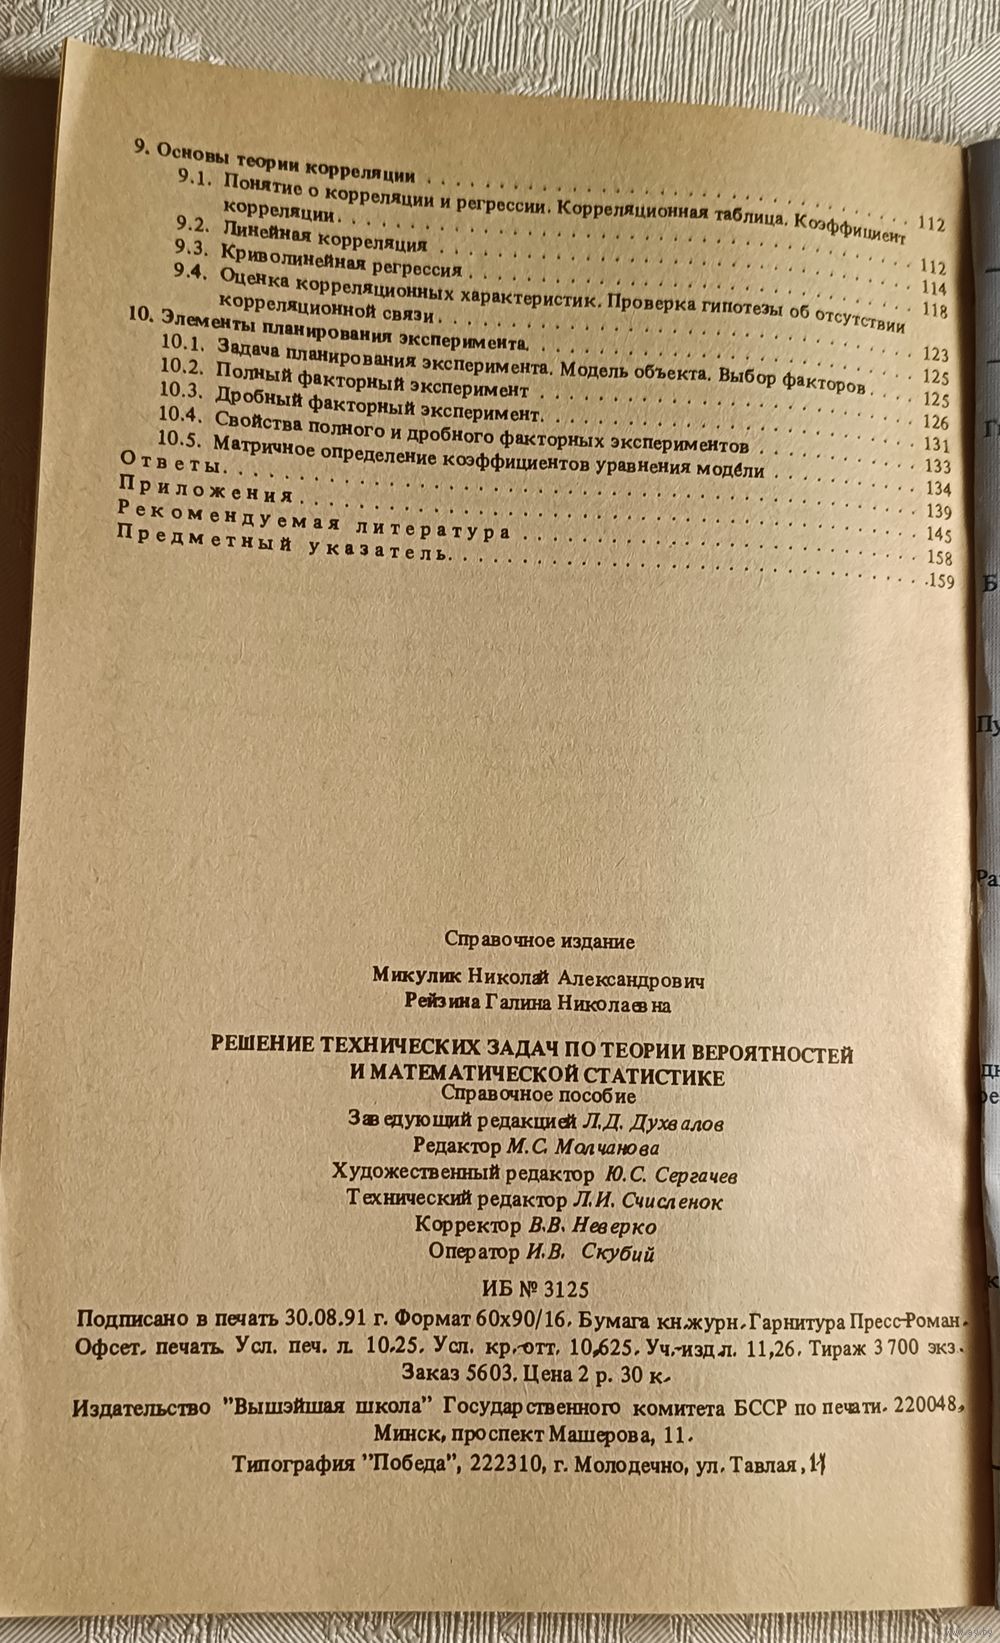 9. Основы теории корреляции . . . . . . . . . . . . . . . . . . . . . . . . . . 112
9.1. Понятие о корреляции и регрессии. Корреляционная таблица. Коэффициент
корреляции. . . . . . . . . . . . . . . . . . . . . . . . . . . . . . 112
9.2. Линейная корреляция . . . . . . . . . . . . . . . . . . . . . . . . 114
9.3. Криволинейная регрессия . . . . . . . . . . . . . . . . . . . . . . 118
9.4. Оценка корреляционных характеристик. Проверка гипотезы об отсутствии
корреляционной связи. . . . . . . . . . . . . . . . . . . . . . . . 123
10. Элементы планирования эксперимента. . . . . . . . . . . . . . . . . . . 125
10.1. Задача планирования эксперимента. Модель объекта. Выбор факторов . . . 125
10.2. Полный факторный эксперимент . . . . . . . . . . . . . . . . . . . 126
10.3. Дробный факторный эксперимент. . . . . . . . . . . . . . . . . . . 131
10.4. Свойства полного и дробного факторных экспериментов . . . . . . . . 133
10.5. Матричное определение коэффициентов уравнения модели . . . . . . . 134
Ответы. . . . . . . . . . . . . . . . . . . . . . . . . . . . . . . . . . 139
Приложения . . . . . . . . . . . . . . . . . . . . . . . . . . . . . . . . 145
Рекомендуемая литература . . . . . . . . . . . . . . . . . . . . . . . . 158
Предметный указатель. . . . . . . . . . . . . . . . . . . . . . . . . . .159
Справочное издание
Микулик Николай Александрович
Рейзина Галина Николаевна
РЕШЕНИЕ ТЕХНИЧЕСКИХ ЗАДАЧ ПО ТЕОРИИ ВЕРОЯТНОСТЕЙ
И МАТЕМАТИЧЕСКОЙ СТАТИСТИКЕ
Справочное пособие
Заведующий редакцией Л.Д. Духвалов
Редактор М.С. Молчанова
Художественный редактор Ю.С. Сергачев
Технический редактор Л.И. Счисленок
Корректор В.В. Неверко
Оператор И.В. Скубий
ИБ № 3125
Подписано в печать 30.08.91 г. Формат 60х90/16. Бумага кн.журн. Гарнитура Пресс-Роман.
Офсет. печать. Усл. печ. л. 10,25. Усл. кр.-отт. 10,625. Уч.-изд.л. 11,26. Тираж 3 700 экз.
Заказ 5603. Цена 2 р. 30 к.
Издательство "Вышэйшая школа" Государственного комитета БССР по печати. 220048,
Минск, проспект Машерова, 11.
Типография "Победа", 222310, г. Молодечно, ул. Тавлая,